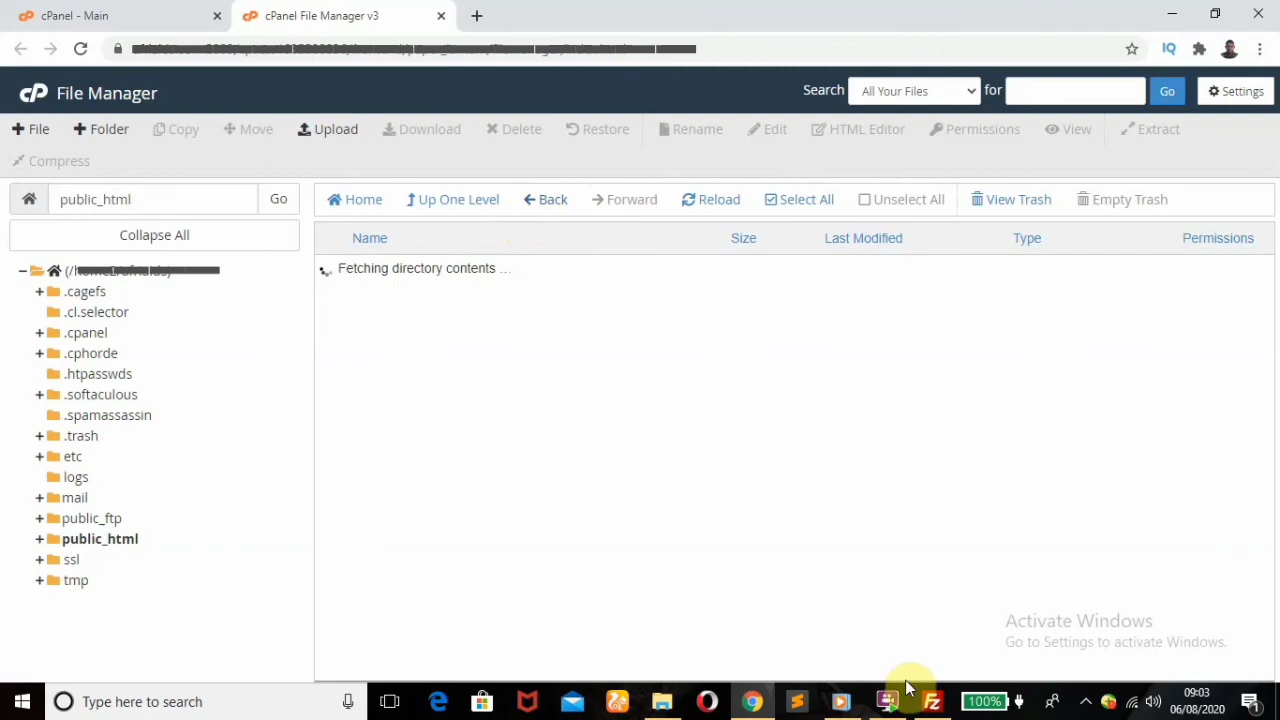 cPanel - Main
cPanel File Manager v3
IQ
cP File Manager
Search All Your Files for Go Settings
File Folder Copy Move Upload Download Delete Restore Rename Edit HTML Editor Permissions View Extract
Compress
public_html Go
Home Up One Level Back Forward Reload Select All Unselect All View Trash Empty Trash
Collapse All
Name Size Last Modified Type Permissions
Fetching directory contents ...
.cagefs
.cl.selector
.cpanel
.cphorde
.htpasswds
.softaculous
.spamassassin
.trash
etc
logs
mail
public_ftp
public_html
ssl
tmp
Activate Windows
Go to Settings to activate Windows.
Type here to search
100%
09:03
06/08/2020
1